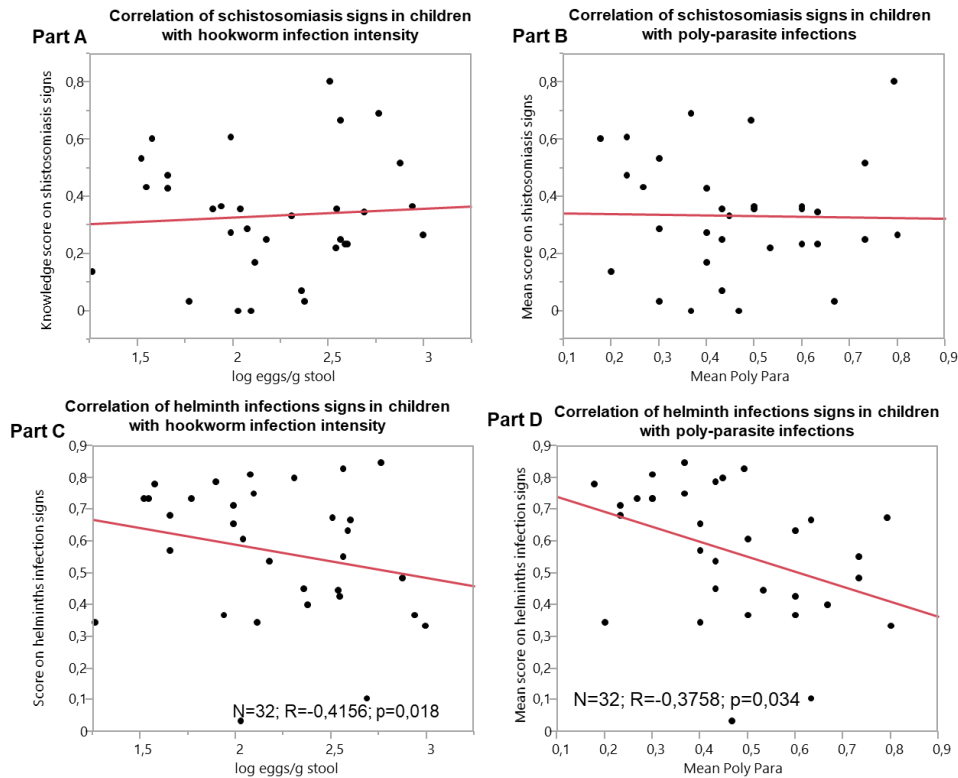 Part A
Correlation of schistosomiasis signs in children
with hookworm infection intensity
Knowledge score on shistosomiasis signs
0,8
0,6
0,4
0,2
0
1,5
2
2,5
3
log eggs/g stool
Part B
Correlation of schistosomiasis signs in children
with poly-parasite infections
Mean score on shistosomiasis signs
0,8
0,6
0,4
0,2
0
0,1
0,2
0,3
0,4
0,5
0,6
0,7
0,8
0,9
Mean Poly Para
Part C
Correlation of helminth infections signs in children
with hookworm infection intensity
Score on helminths infection signs
0,9
0,8
0,7
0,6
0,5
0,4
0,3
0,2
0,1
0
N=32; R=-0,4156; p=0,018
1,5
2
2,5
3
log eggs/g stool
Part D
Correlation of helminth infections signs in children
with poly-parasite infections
Mean score on helminths infection signs
0,9
0,8
0,7
0,6
0,5
0,4
0,3
0,2
0,1
0
N=32; R=-0,3758; p=0,034
0,1
0,2
0,3
0,4
0,5
0,6
0,7
0,8
0,9
Mean Poly Para